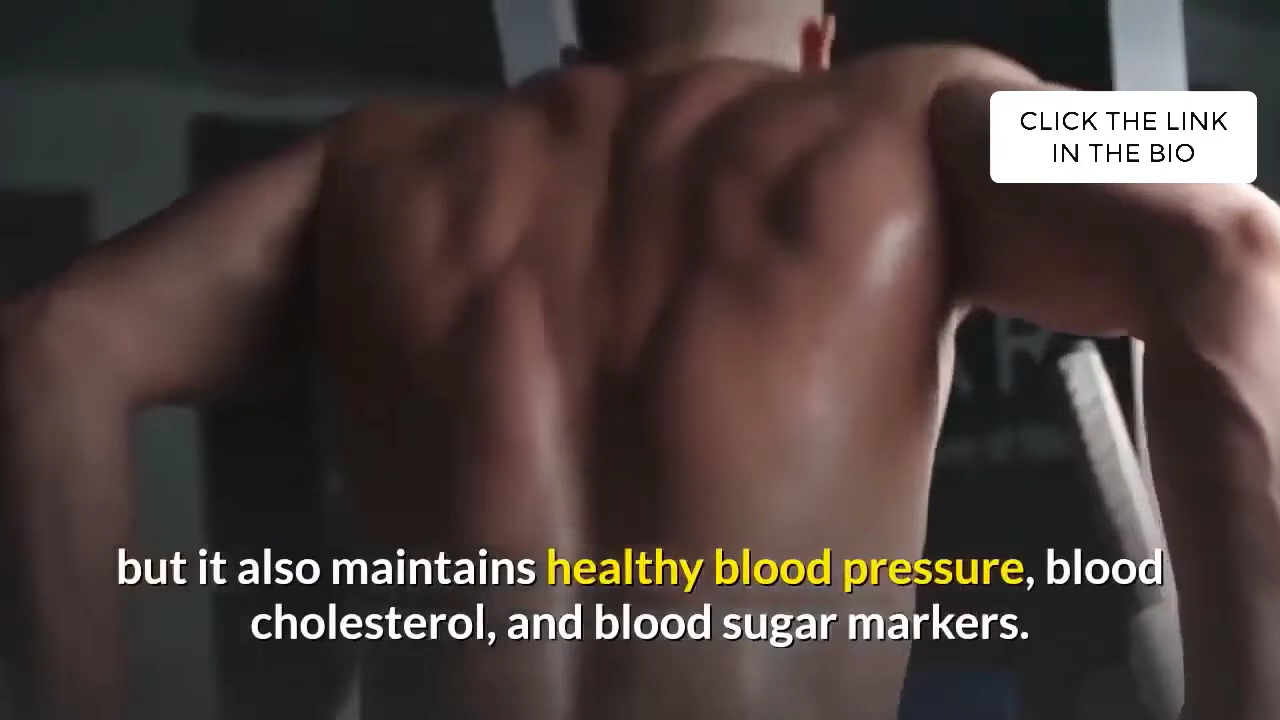 CLICK THE LINK
IN THE BIO
but it also maintains healthy blood pressure, blood
cholesterol, and blood sugar markers.